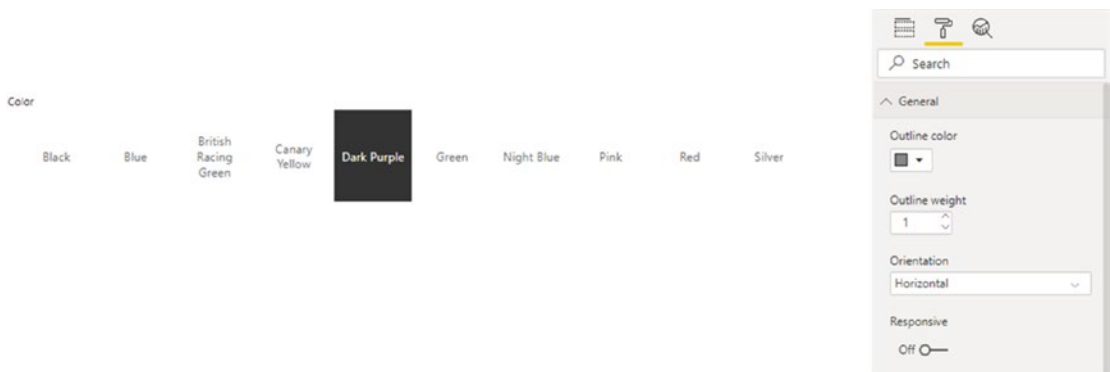 Color
Black
Blue
British
Racing
Green
Canary
Yellow
Dark Purple
Green
Night Blue
Pink
Red
Silver
Search
General
Outline color
Outline weight
1
Orientation
Horizontal
Responsive
Off